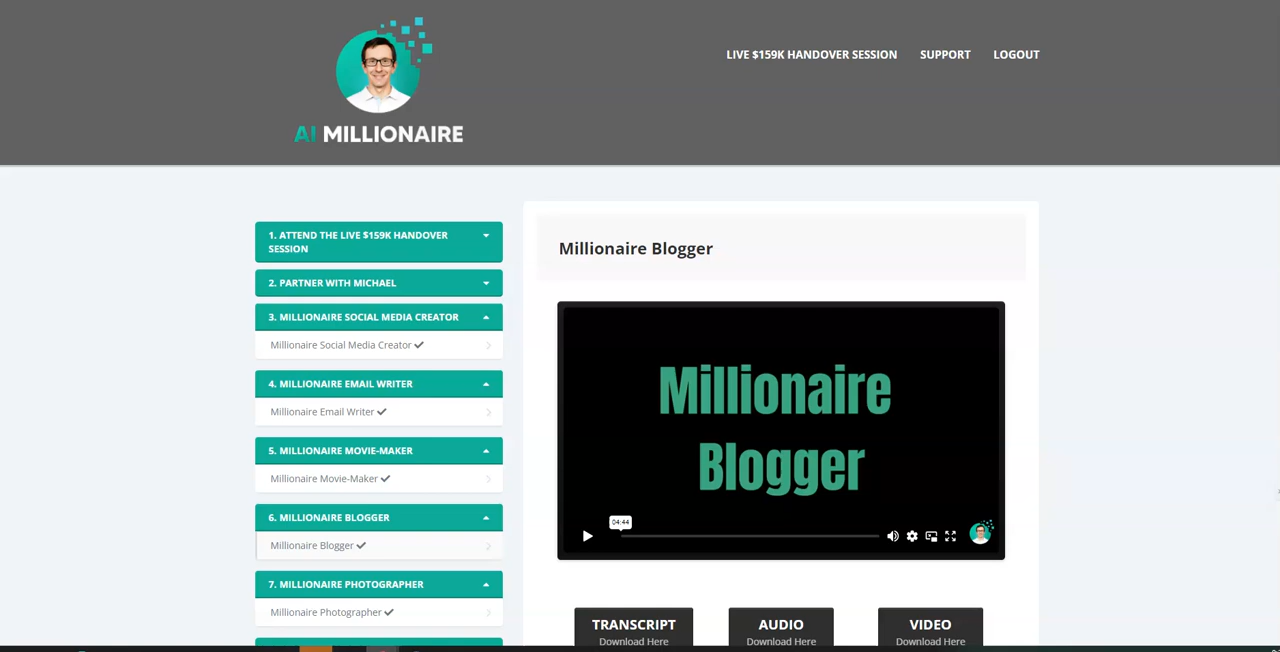 AI MILLIONAIRE
LIVE $159K HANDOVER SESSION
SUPPORT
LOGOUT
1. ATTEND THE LIVE $159K HANDOVER
SESSION
2. PARTNER WITH MICHAEL
3. MILLIONAIRE SOCIAL MEDIA CREATOR
Millionaire Social Media Creator
4. MILLIONAIRE EMAIL WRITER
Millionaire Email Writer
5. MILLIONAIRE MOVIE-MAKER
Millionaire Movie-Maker
6. MILLIONAIRE BLOGGER
Millionaire Blogger
7. MILLIONAIRE PHOTOGRAPHER
Millionaire Photographer
Millionaire Blogger
Millionaire
Blogger
04:44
TRANSCRIPT
Download Here
AUDIO
Download Here
VIDEO
Download Here